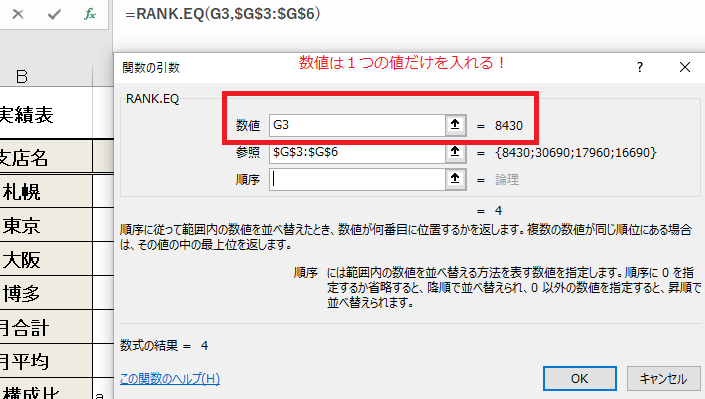 fx =RANK.EQ(G3,$G$3:$G$6)
数値は１つの値だけを入れる！
関数の引数 ?
B
RANK.EQ
実績表
数値 G3 = 8430
支店名
参照 $G$3:$G$6 = {8430;30690;17960;16690}
札幌
順序 = 論理
= 4
東京
順序に従って範囲内の数値を並べ替えたとき、数値が何番目に位置するかを返します。複数の数値が同じ順位にある場合
は、その値の中の最上位を返します。
大阪
順序 には範囲内の数値を並べ替える方法を表す数値を指定します。順序に 0 を指
定するか省略すると、降順で並べ替えられ、0 以外の数値を指定すると、昇順で
並べ替えられます。
博多
月合計
数式の結果 = 4
月平均
この関数のヘルプ(H)
OK キャンセル
構成比 a